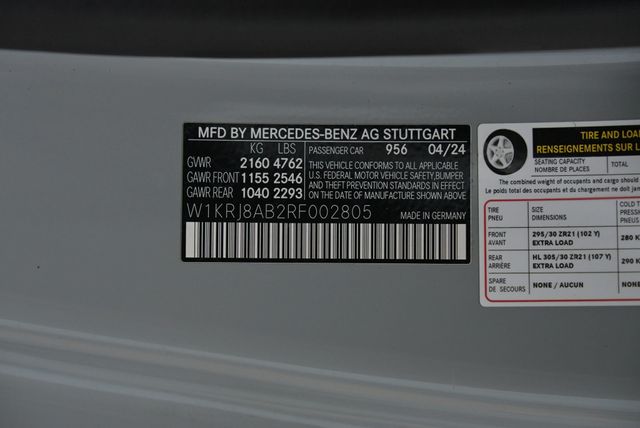 MFD BY MERCEDES-BENZ AG STUTTGART
KG LBS
PASSENGER CAR 956 04/24
GVWR 2160 4762
GAWR FRONT 1155 2546
GAWR REAR 1040 2293
THIS VEHICLE CONFORMS TO ALL APPLICABLE
U.S. FEDERAL MOTOR VEHICLE SAFETY,BUMPER
AND THEFT PREVENTION STANDARDS IN EFFECT
ON THE DATE OF MANUFACTURE SHOWN ABOVE
W1KRJ8AB2RF002805
MADE IN GERMANY
TIRE AND LOA
RENSEIGNEMENTS SUR L
SEATING CAPACITY
NOMBRE DE PLACES
TOTAL
The combined weight of occupants and cargo should
Le poids total des occupants et du chargement ne doit
TIRE
PNEU
SIZE
DIMENSIONS
COLD T
FRONT
AVANT
295/30 ZR21 (102 Y)
EXTRA LOAD
280 K
REAR
ARRIÈRE
HL 305/30 ZR21 (107 Y)
EXTRA LOAD
290 K
SPARE
DE SECOURS
NONE / AUCUN
NONE